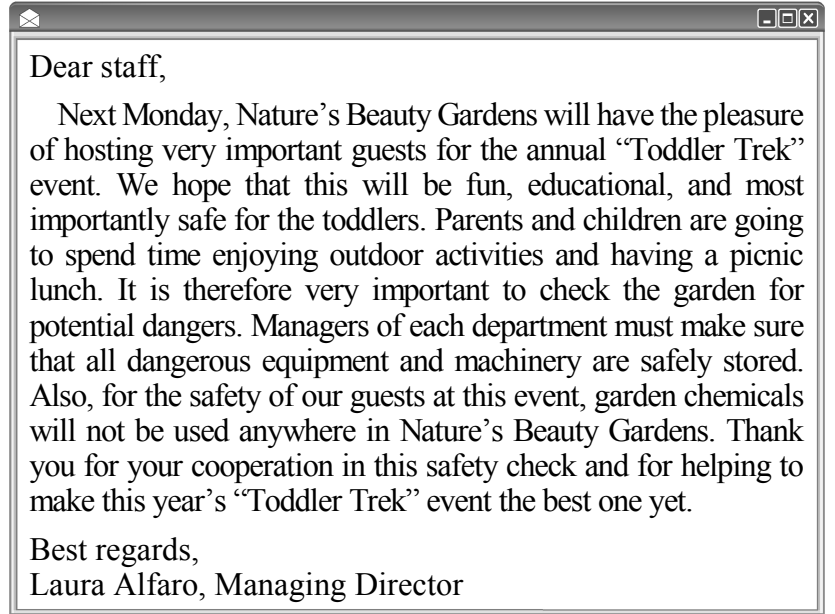 Dear staff,
Next Monday, Nature’s Beauty Gardens will have the pleasure
of hosting very important guests for the annual “Toddler Trek”
event. We hope that this will be fun, educational, and most
importantly safe for the toddlers. Parents and children are going
to spend time enjoying outdoor activities and having a picnic
lunch. It is therefore very important to check the garden for
potential dangers. Managers of each department must make sure
that all dangerous equipment and machinery are safely stored.
Also, for the safety of our guests at this event, garden chemicals
will not be used anywhere in Nature’s Beauty Gardens. Thank
you for your cooperation in this safety check and for helping to
make this year’s “Toddler Trek” event the best one yet.
Best regards,
Laura Alfaro, Managing Director